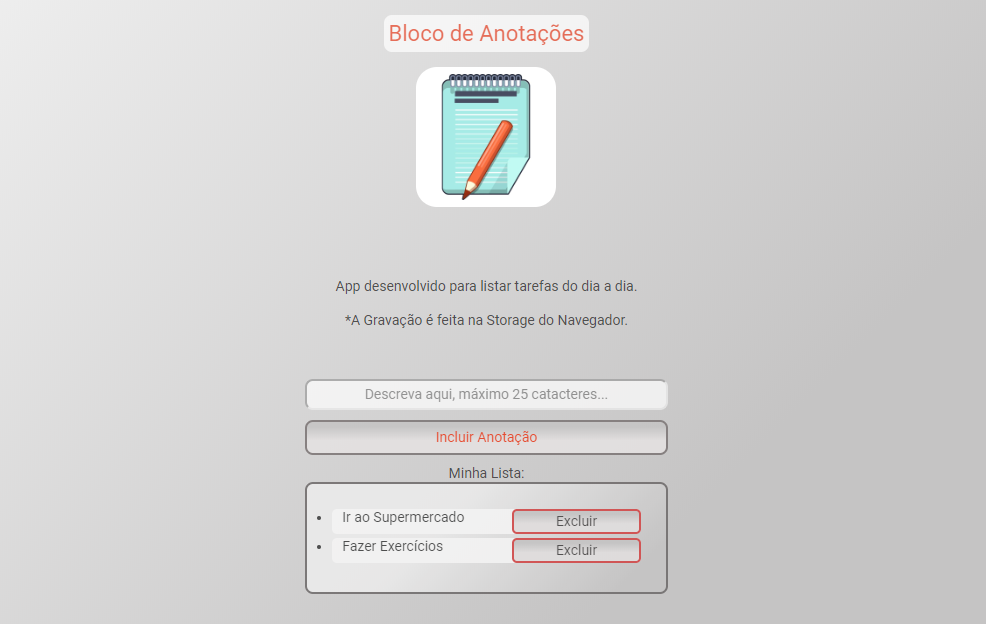 Bloco de Anotações
App desenvolvido para listar tarefas do dia a dia.
*A Gravação é feita na Storage do Navegador.
Descreva aqui, máximo 25 catacteres...
Incluir Anotação
Minha Lista:
Ir ao Supermercado Excluir
Fazer Exercícios Excluir